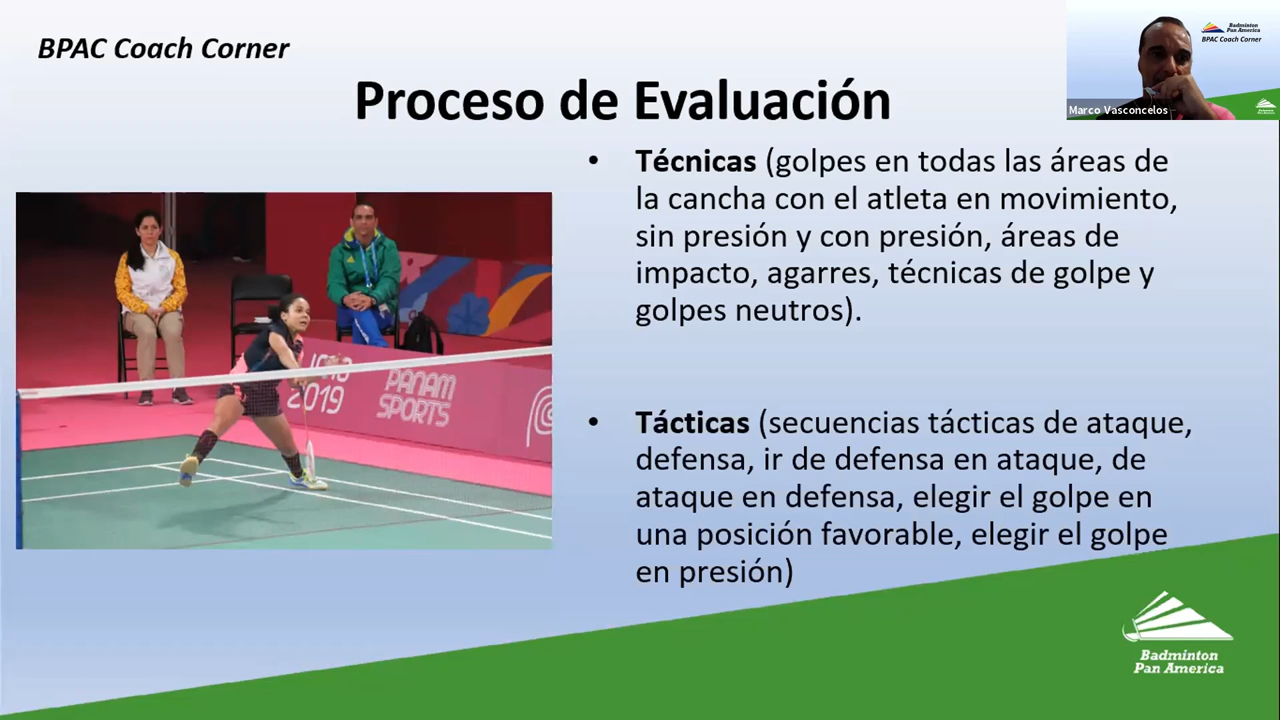 BPAC Coach Corner
Proceso de Evaluación
Badminton
Pan America
BPAC Coach Corner
Marco Vasconcelos
• Técnicas (golpes en todas las áreas de
la cancha con el atleta en movimiento,
sin presión y con presión, áreas de
impacto, agarres, técnicas de golpe y
golpes neutros).
2019
PANAM
SPORTS
• Tácticas (secuencias tácticas de ataque,
defensa, ir de defensa en ataque, de
ataque en defensa, elegir el golpe en
una posición favorable, elegir el golpe
en presión)
Badminton
Pan America